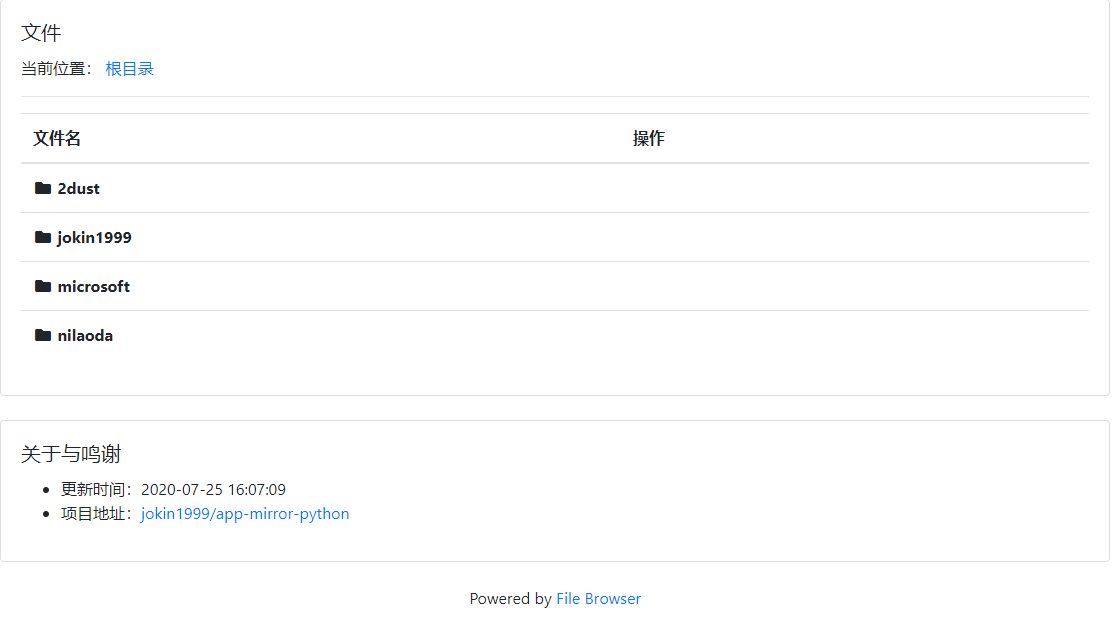 文件
当前位置： 根目录
文件名 操作
2dust
jokin1999
microsoft
nilaoda
关于与鸣谢
更新时间：2020-07-25 16:07:09
项目地址：jokin1999/app-mirror-python
Powered by File Browser